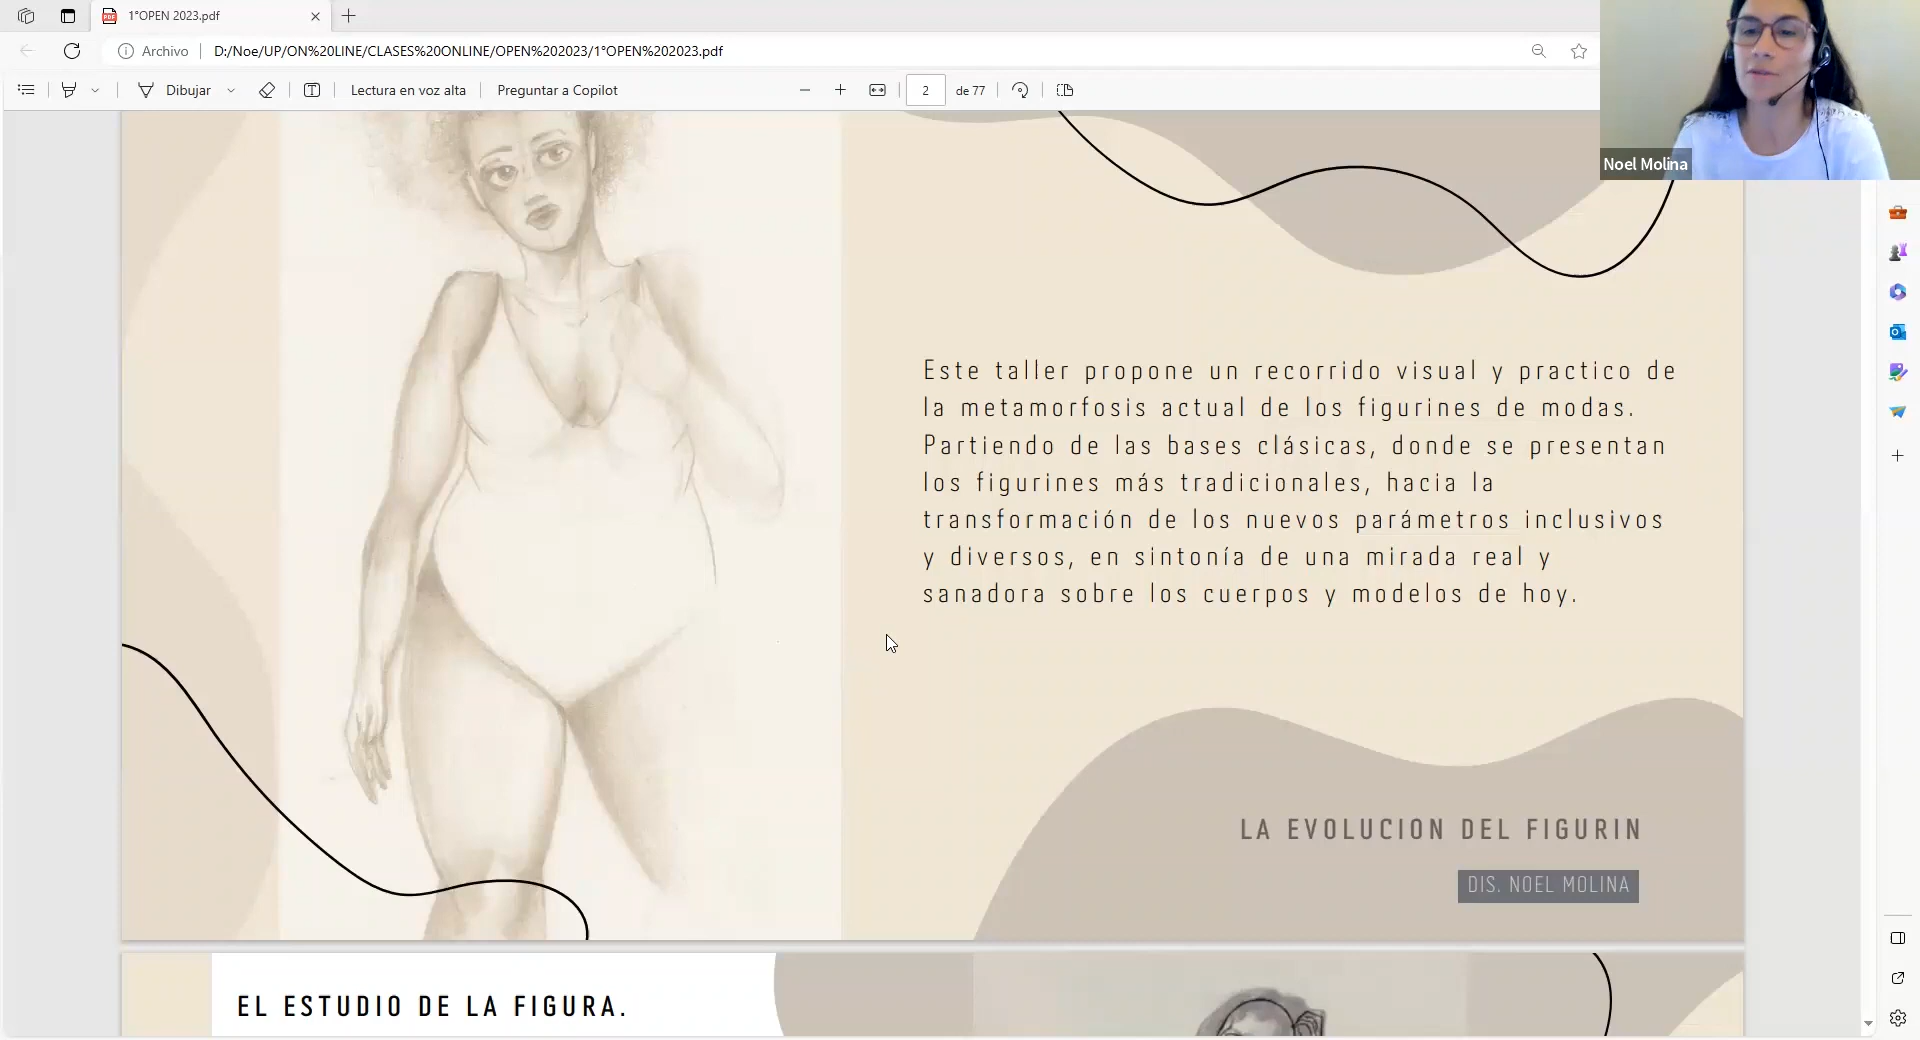 1°OPEN 2023.pdf
Archivo
D:/Noe/UP/ON%20LINE/CLASES%20ONLINE/OPEN%202023/1°OPEN%202023.pdf
Dibujar
Lectura en voz alta
Preguntar a Copilot
2
de 77
Noel Molina
Este taller propone un recorrido visual y practico de
la metamorfosis actual de los figurines de modas.
Partiendo de las bases clásicas, donde se presentan
los figurines más tradicionales, hacia la
transformación de los nuevos parámetros inclusivos
y diversos, en sintonía de una mirada real y
sanadora sobre los cuerpos y modelos de hoy.
LA EVOLUCION DEL FIGURIN
DIS. NOEL MOLINA
EL ESTUDIO DE LA FIGURA.